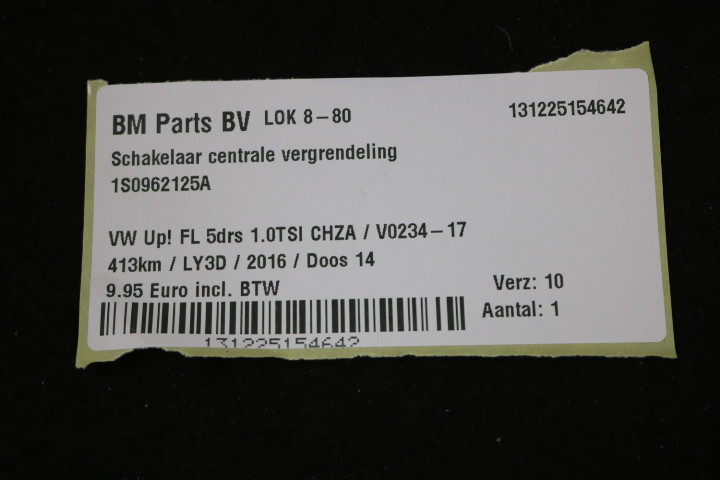 BM Parts BV LOK 8-80 131225154642
Schakelaar centrale vergrendeling
1S0962125A
VW Up! FL 5drs 1.0TSI CHZA / V0234-17
413km / LY3D / 2016 / Doos 14
9.95 Euro incl. BTW Verz: 10
Aantal: 1
131225154642